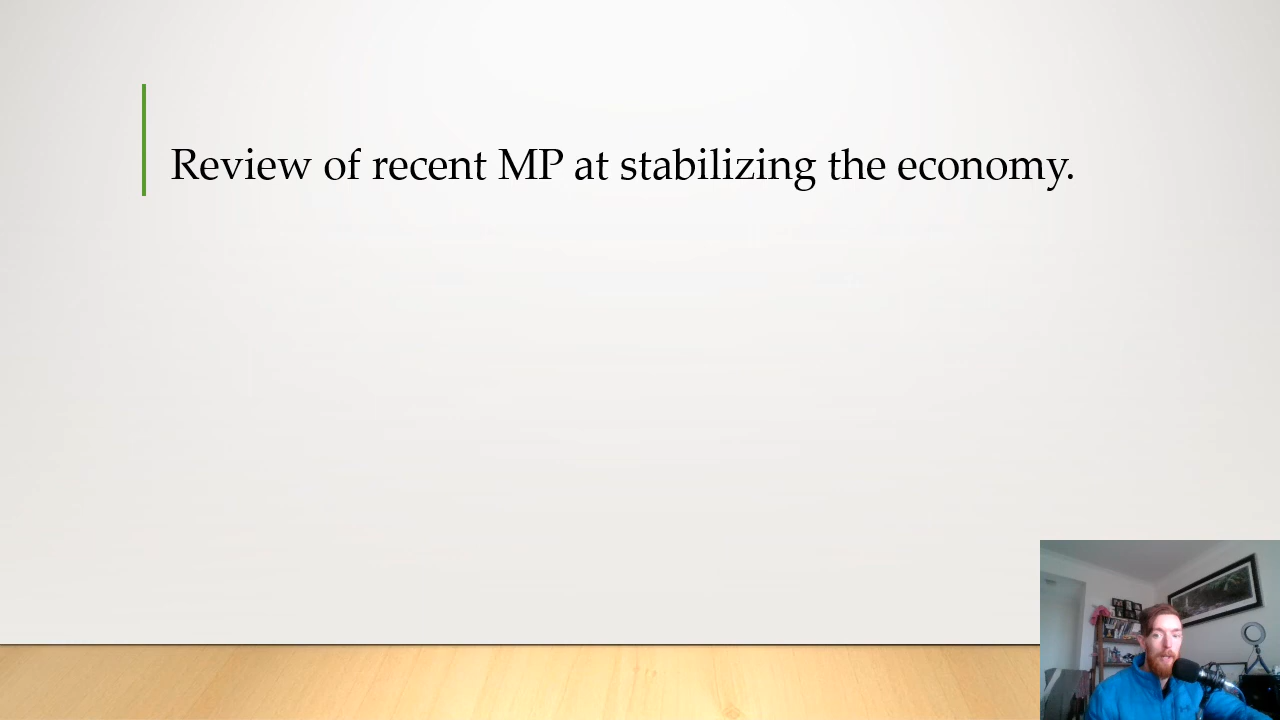 Review of recent MP at stabilizing the economy.